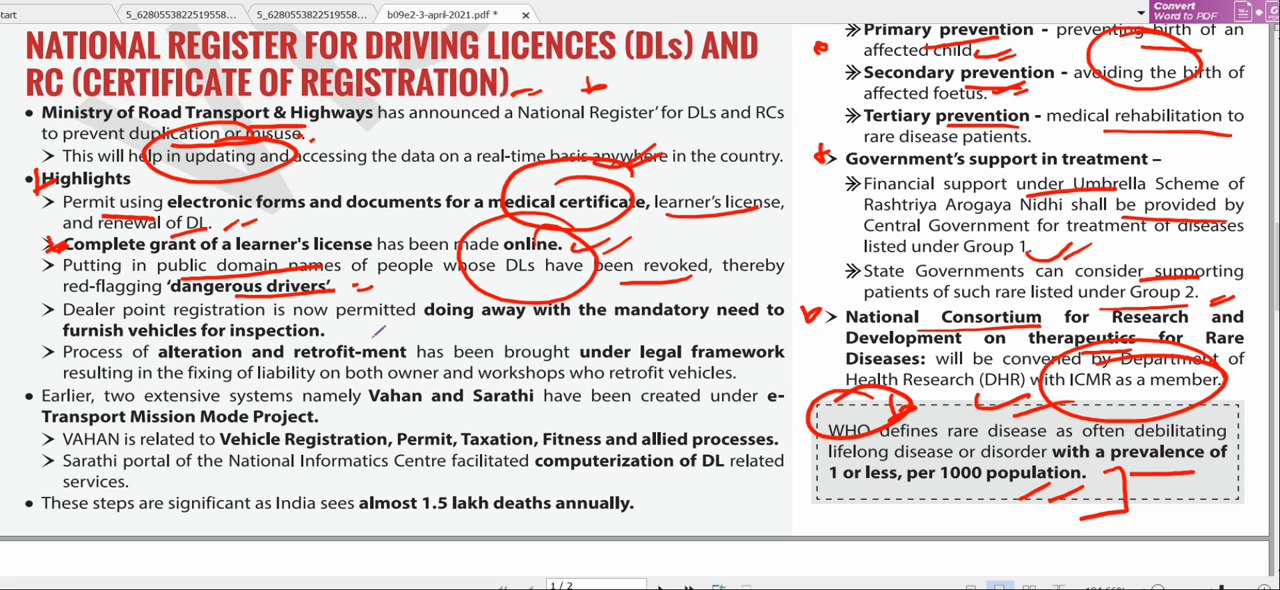 start
5_6280553822519558...
5_6280553822519558...
b09e2-3-april-2021.pdf *
Convert
Word to PDF
NATIONAL REGISTER FOR DRIVING LICENCES (DLs) AND
RC (CERTIFICATE OF REGISTRATION)
• Ministry of Road Transport & Highways has announced a National Register' for DLs and RCs
to prevent duplication or misuse.
➤ This will help in updating and accessing the data on a real-time basis anywhere in the country.
• Highlights
➤ Permit using electronic forms and documents for a medical certificate, learner's license,
and renewal of DL.
➤ Complete grant of a learner's license has been made online.
➤ Putting in public domain names of people whose DLs have been revoked, thereby
red-flagging 'dangerous drivers'.
➤ Dealer point registration is now permitted doing away with the mandatory need to
furnish vehicles for inspection.
➤ Process of alteration and retrofit-ment has been brought under legal framework
resulting in the fixing of liability on both owner and workshops who retrofit vehicles.
• Earlier, two extensive systems namely Vahan and Sarathi have been created under e-
Transport Mission Mode Project.
➤ VAHAN is related to Vehicle Registration, Permit, Taxation, Fitness and allied processes.
➤ Sarathi portal of the National Informatics Centre facilitated computerization of DL related
services.
• These steps are significant as India sees almost 1.5 lakh deaths annually.
Primary prevention - preventing birth of an
affected child.
Secondary prevention - avoiding the birth of
affected foetus.
Tertiary prevention - medical rehabilitation to
rare disease patients.
➤ Government's support in treatment –
Financial support under Umbrella Scheme of
Rashtriya Arogaya Nidhi shall be provided by
Central Government for treatment of diseases
listed under Group 1.
State Governments can consider supporting
patients of such rare listed under Group 2.
➤ National Consortium for Research and
Development on therapeutics for Rare
Diseases: will be convened by Department of
Health Research (DHR) with ICMR as a member.
WHO defines rare disease as often debilitating
lifelong disease or disorder with a prevalence of
1 or less, per 1000 population.
1 / 2